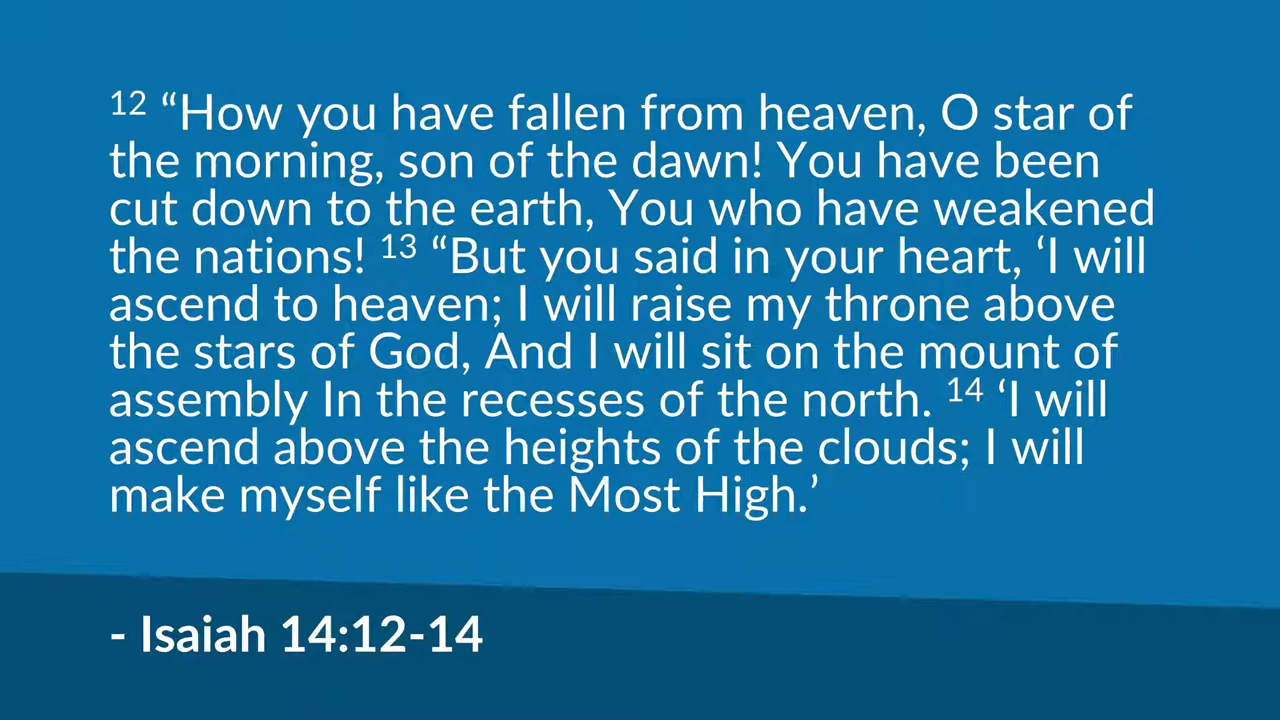 12 “How you have fallen from heaven, O star of
the morning, son of the dawn! You have been
cut down to the earth, You who have weakened
the nations! 13 “But you said in your heart, ‘I will
ascend to heaven; I will raise my throne above
the stars of God, And I will sit on the mount of
assembly In the recesses of the north. 14 ‘I will
ascend above the heights of the clouds; I will
make myself like the Most High.’
- Isaiah 14:12-14